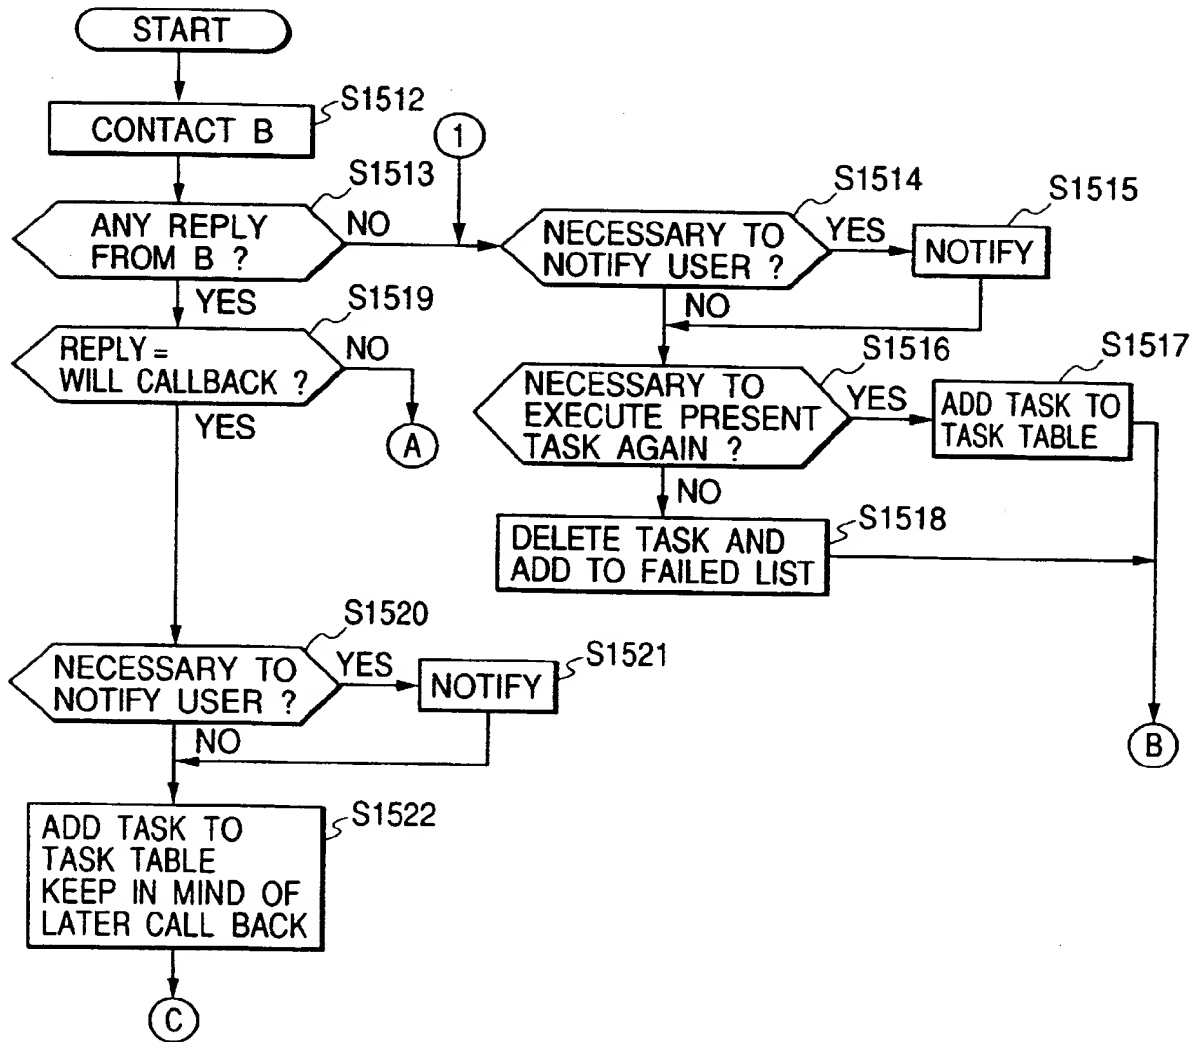 START
S1512
CONTACT B
1
S1513
ANY REPLY
FROM B ?
NO
YES
S1514
NECESSARY TO
NOTIFY USER ?
YES
NO
S1515
NOTIFY
S1519
REPLY =
WILL CALLBACK ?
NO
YES
A
S1516
NECESSARY TO
EXECUTE PRESENT
TASK AGAIN ?
YES
NO
S1517
ADD TASK TO
TASK TABLE
S1518
DELETE TASK AND
ADD TO FAILED LIST
B
S1520
NECESSARY TO
NOTIFY USER ?
YES
NO
S1521
NOTIFY
S1522
ADD TASK TO
TASK TABLE
KEEP IN MIND OF
LATER CALL BACK
C